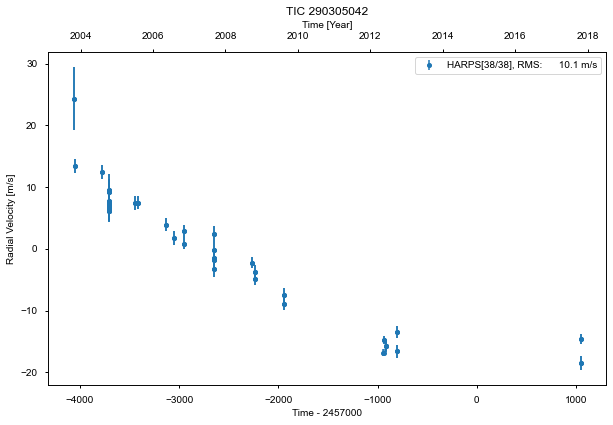 TIC 290305042
Time [Year]
2004 2006 2007 2008 2010 2012 2014 2016 2018
HARPS[38/38], RMS: 10.1 m/s
30
20
10
0
−10
−20
Radial Velocity [m/s]
−4000 −3000 −2000 −1000 0 1000
Time - 2457000